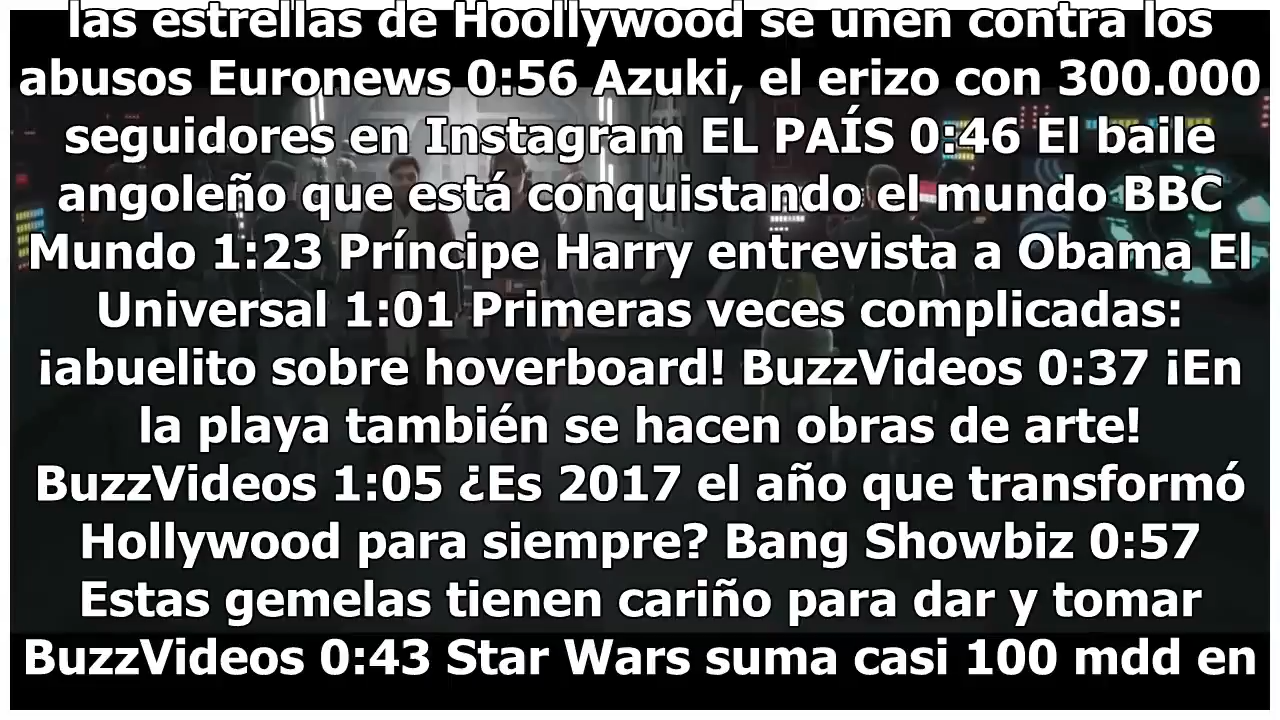 las estrellas de Hoollywood se unen contra los
abusos Euronews 0:56 Azuki, el erizo con 300.000
seguidores en Instagram EL PAÍS 0:46 El baile
angoleño que está conquistando el mundo BBC
Mundo 1:23 Príncipe Harry entrevista a Obama El
Universal 1:01 Primeras veces complicadas:
¡abuelito sobre hoverboard! BuzzVideos 0:37 ¡En
la playa también se hacen obras de arte!
BuzzVideos 1:05 ¿Es 2017 el año que transformó
Hollywood para siempre? Bang Showbiz 0:57
Estas gemelas tienen cariño para dar y tomar
BuzzVideos 0:43 Star Wars suma casi 100 mdd en